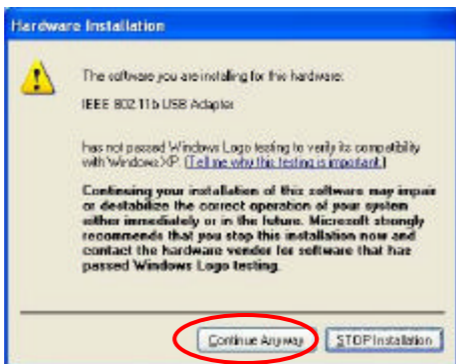 Hardware Installation
The software you are installing for this hardware:
IEEE 802.11b USB Adapter
has not passed Windows Logo testing to verify its compatibility
with Windows XP. (Tell me why this testing is important.)
Continuing your installation of this software may impair
or destabilize the correct operation of your system
either immediately or in the future. Microsoft strongly
recommends that you stop this installation now and
contact the hardware vendor for software that has
passed Windows Logo testing.
Continue Anyway
STOP Installation